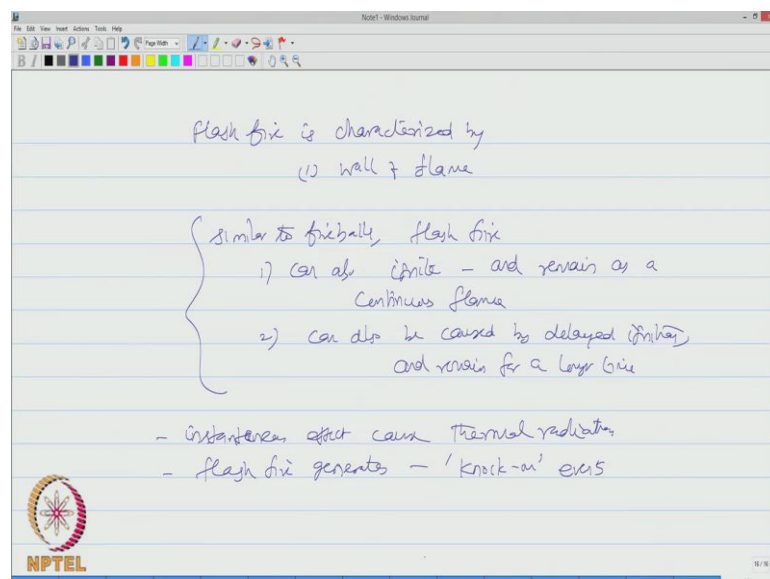 Note1 - Windows Journal
File Edit View Insert Actions Tools Help
Page Width
B I
flash fire is characterized by
(1) wall of flame
similar to fireballs, flash fire
1) can also ignite - and remain as a
continuous flame
2) can also be caused by delayed ignition,
and remain for a longer time
- instantaneous effect cause thermal radiation
- flash fire generates - 'knock-on' events
NPTEL
16 / 16